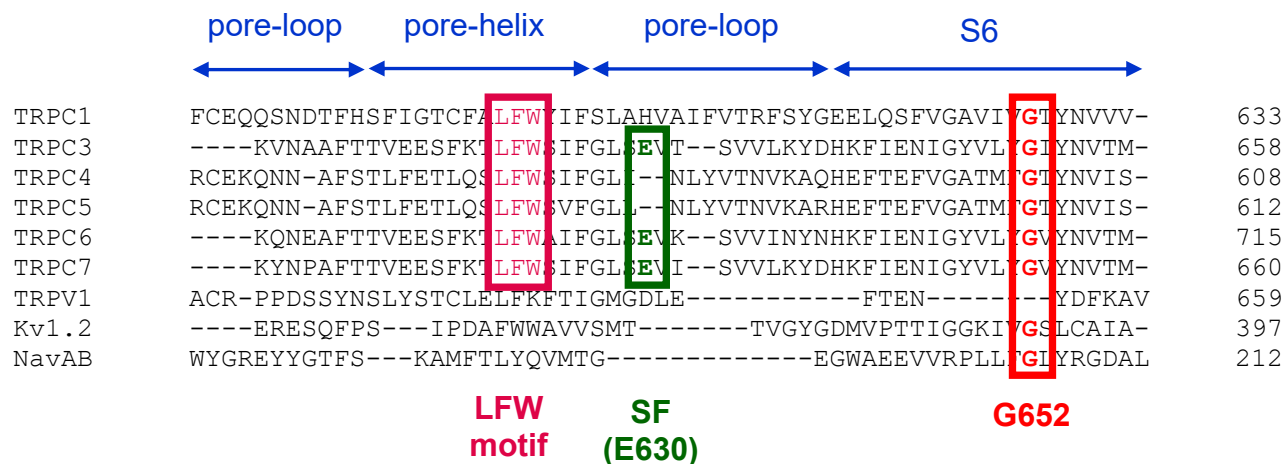 pore-loop pore-helix pore-loop S6
TRPC1 FCEQQSNDTFHSFIGTCFALFWYIFSLAHVAIFVTRFSYGEELQSFVGAVIVGTYNVVV- 633
TRPC3 ----KVNAAFTTVEESFKTLFWSIFGLSEVT--SVVLKYDHKFIENIGYVLYGIYNVTM- 658
TRPC4 RCEKQNN-AFSTLFETLQSLFWSIFGLI--NLYVTNVKAQHEFTEFVGATMFGTYNVIS- 608
TRPC5 RCEKQNN-AFSTLFETLQSLFWSVFGLL--NLYVTNVKARHEFTEFVGATMFGTYNVIS- 612
TRPC6 ----KQNEAFTTVEESFKTLFWAIFGLSEVK--SVVINYNHKFIENIGYVLYGVYNVTM- 715
TRPC7 ----KYNPAFTTVEESFKTLFWSIFGLSEVI--SVVLKYDHKFIENIGYVLYGVYNVTM- 660
TRPV1 ACR-PPDSSYNSLYSTCLELFKFTIGMGDLE----------FTEN--------YDFKAV 659
Kv1.2 ----ERESQFPS---IPDAFWWAVVSMT-------TVGYGDMVPTTIGGKIVGSLCAIA- 397
NavAB WYGREYYGTFS---KAMFTLYQVMTG-------------EGWAEEVVRPLLFGLYRGDAL 212
LFW
motif
SF
(E630)
G652